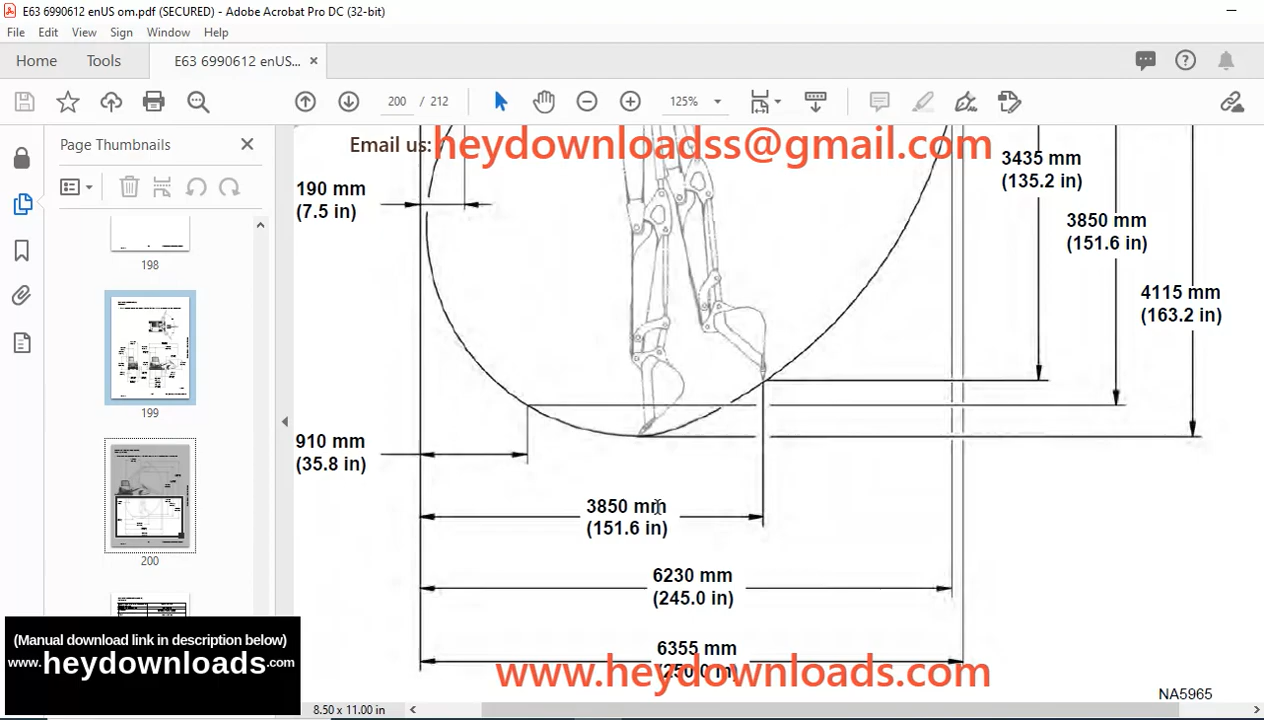 E63 6990612 enUS om.pdf (SECURED) - Adobe Acrobat Pro DC (32-bit)
File Edit View Sign Window Help
Home Tools E63 6990612 enUS...
200 / 212 125%
Page Thumbnails
198
199
200
Email us: heydownloadss@gmail.com
190 mm
(7.5 in)
3435 mm
(135.2 in)
3850 mm
(151.6 in)
4115 mm
(163.2 in)
910 mm
(35.8 in)
3850 mm
(151.6 in)
6230 mm
(245.0 in)
6355 mm
(250.0 in)
www.heydownloads.com
NA5965
(Manual download link in description below)
www.heydownloads.com
8.50 x 11.00 in